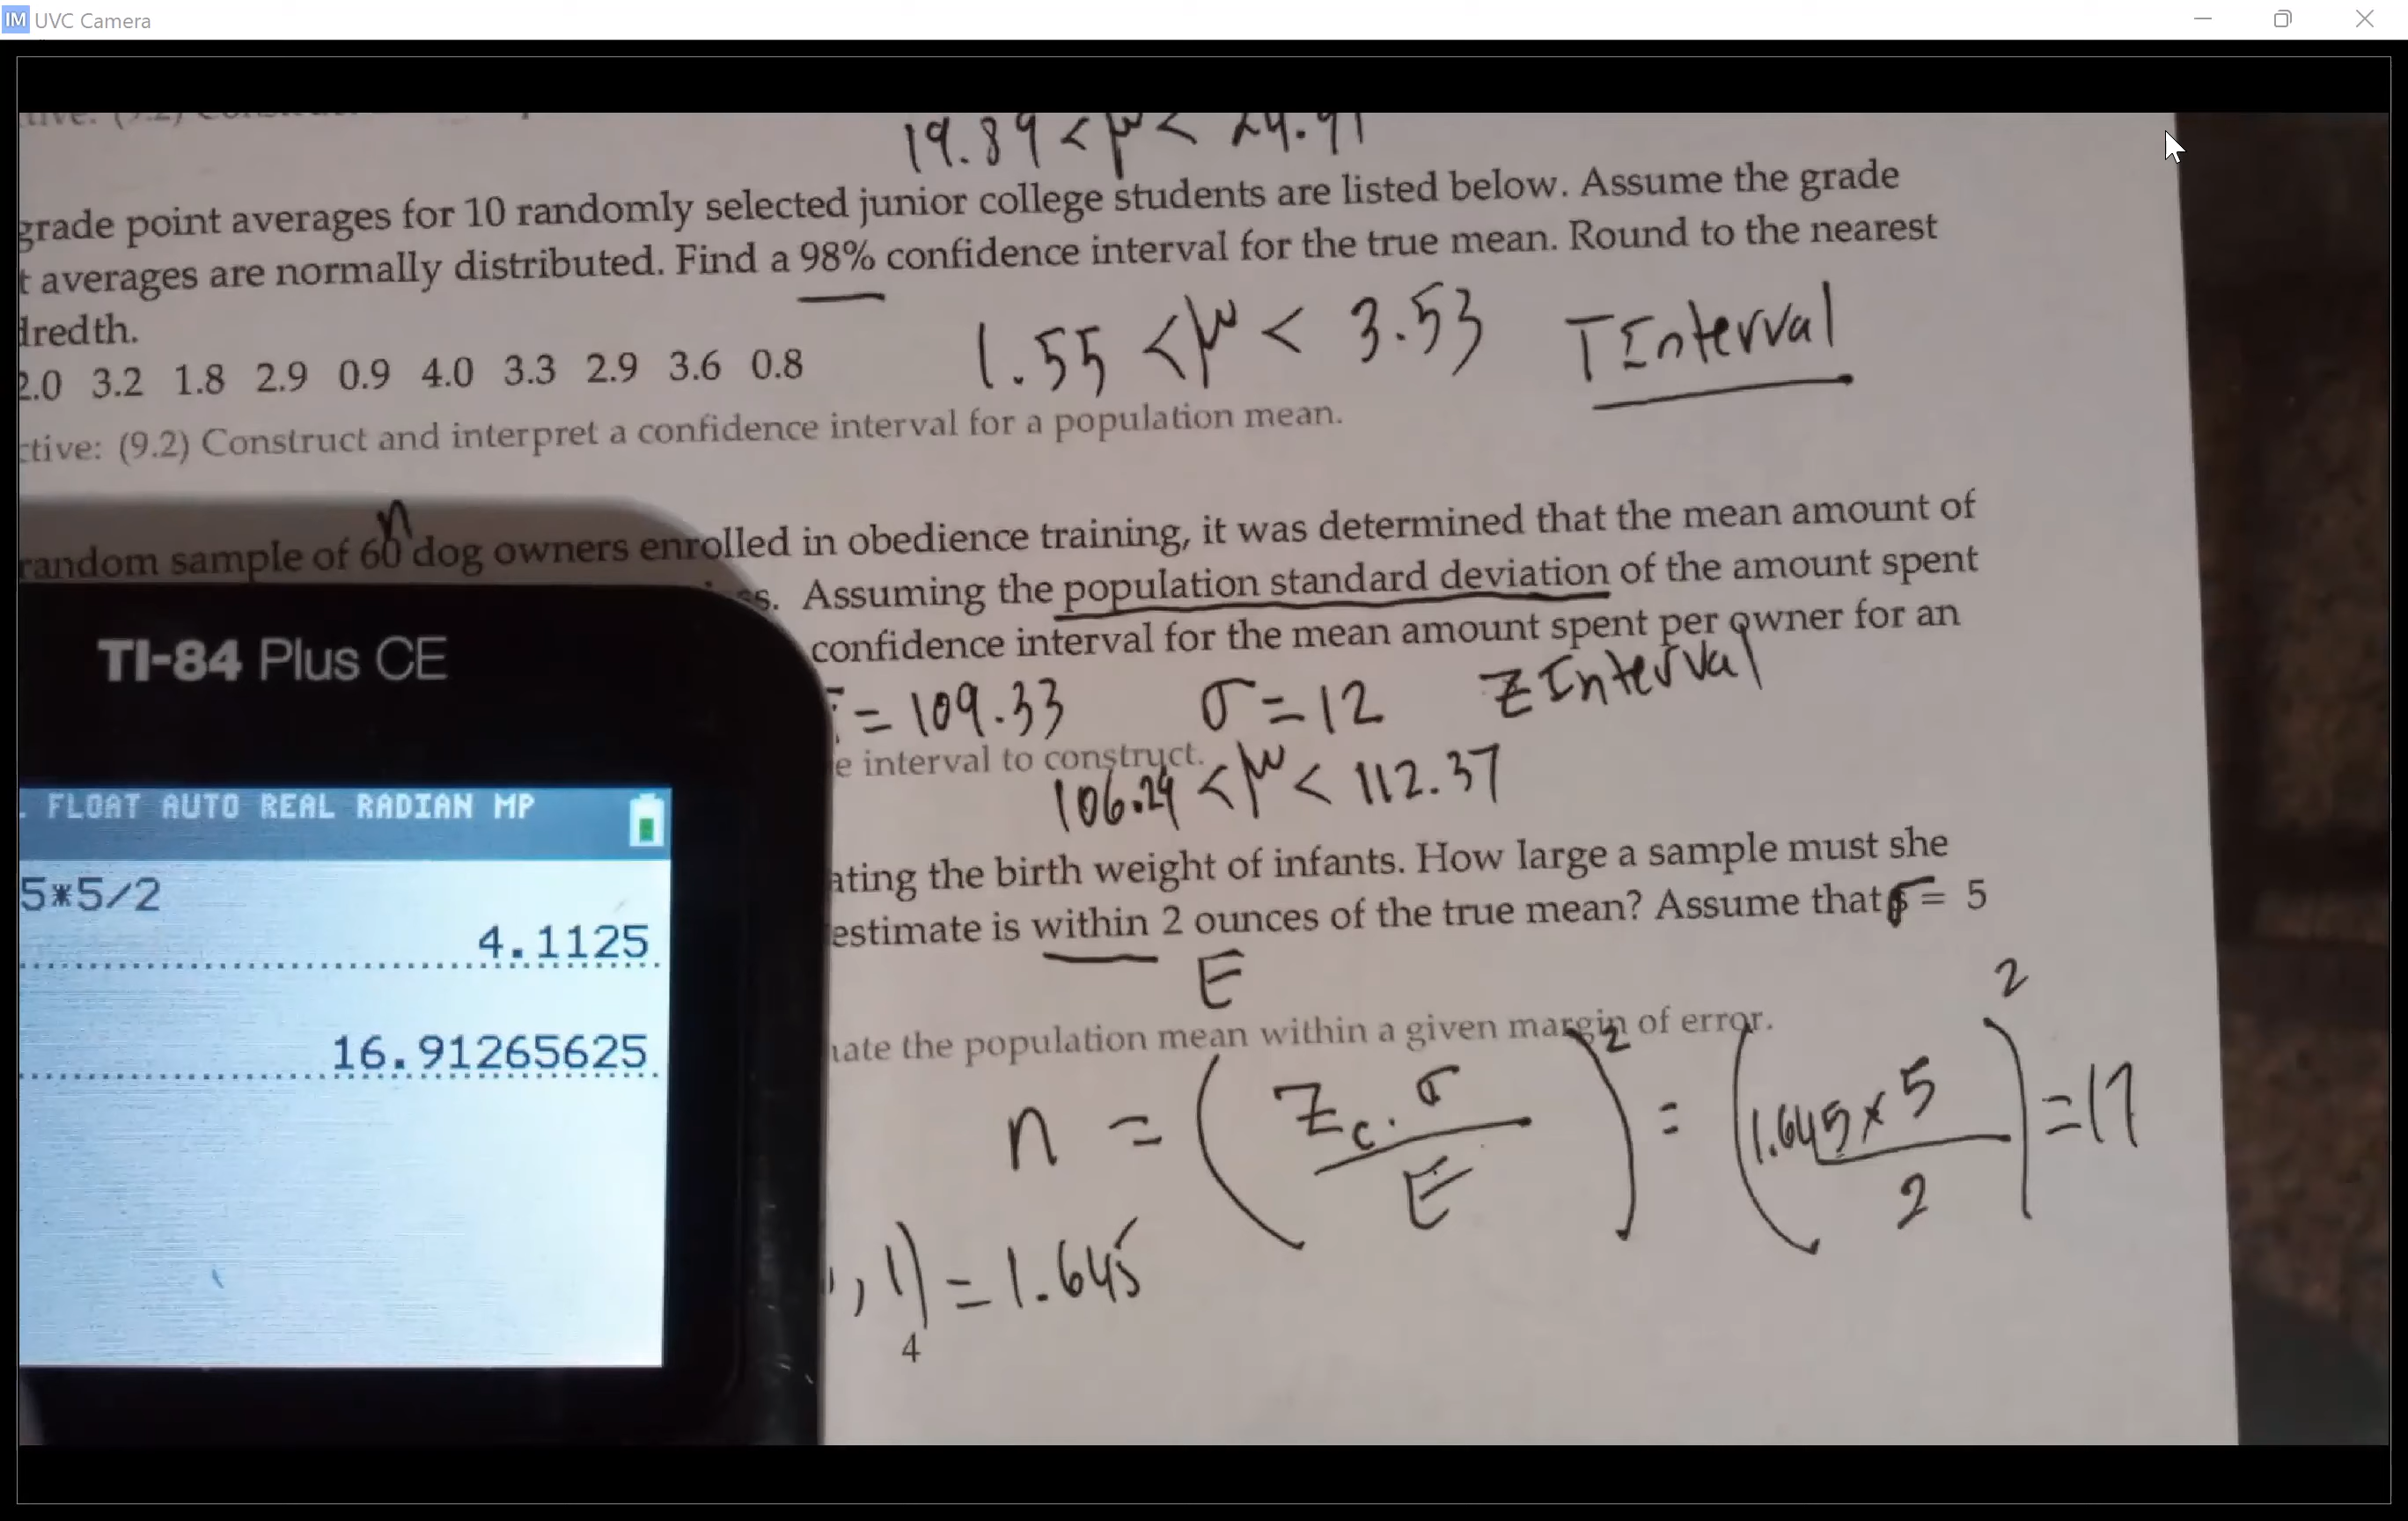 IM UVC Camera
19.89 < μ < 24.91
grade point averages for 10 randomly selected junior college students are listed below. Assume the grade
t averages are normally distributed. Find a 98% confidence interval for the true mean. Round to the nearest
dredth.
1.55 < μ < 3.53 TInterval
2.0 3.2 1.8 2.9 0.9 4.0 3.3 2.9 3.6 0.8
ctive: (9.2) Construct and interpret a confidence interval for a population mean.
n
random sample of 60 dog owners enrolled in obedience training, it was determined that the mean amount of
ss. Assuming the population standard deviation of the amount spent
confidence interval for the mean amount spent per owner for an
= 109.33 σ = 12 ZInterval
e interval to construct.
106.29 < μ < 112.37
ating the birth weight of infants. How large a sample must she
estimate is within 2 ounces of the true mean? Assume that σ = 5
E
uate the population mean within a given margin of error.
n = (Zc · σ / E)² = (1.645 × 5 / 2)² = 17
, 1) = 1.645
4
TI-84 Plus CE
FLOAT AUTO REAL RADIAN MP
5*5/2
4.1125
16.91265625